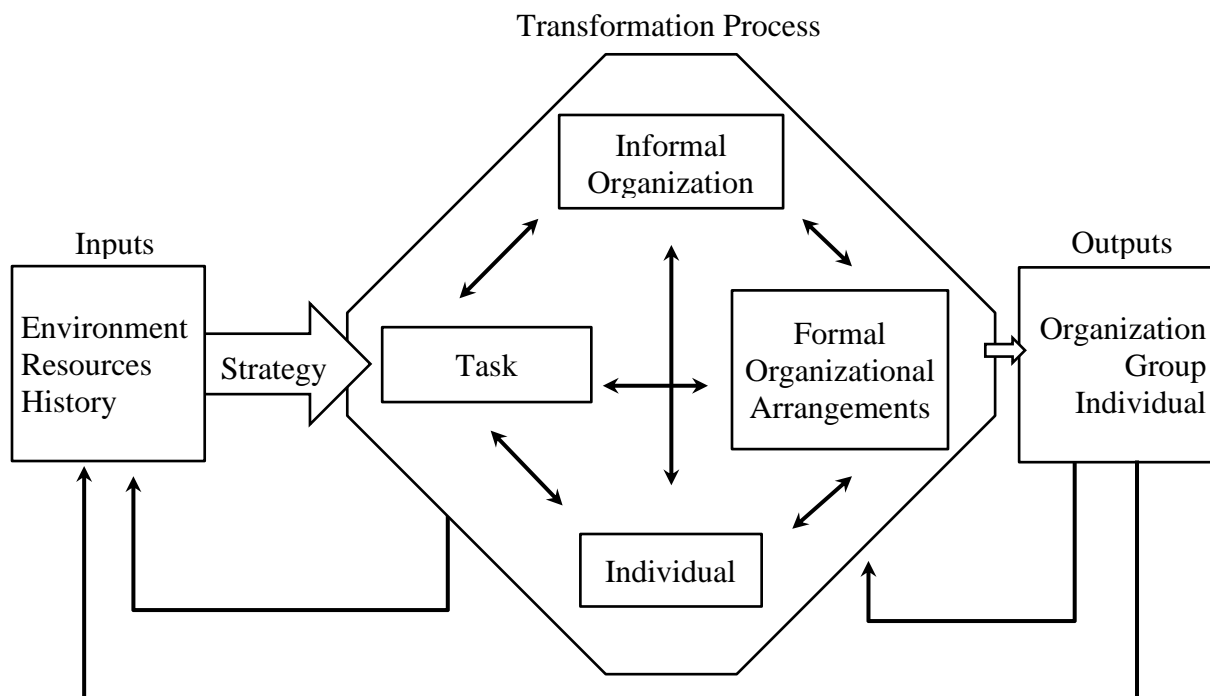 Transformation Process
Informal
Organization
Inputs
Outputs
Environment
Resources
History
Strategy
Task
Formal
Organizational
Arrangements
Organization
Group
Individual
Individual